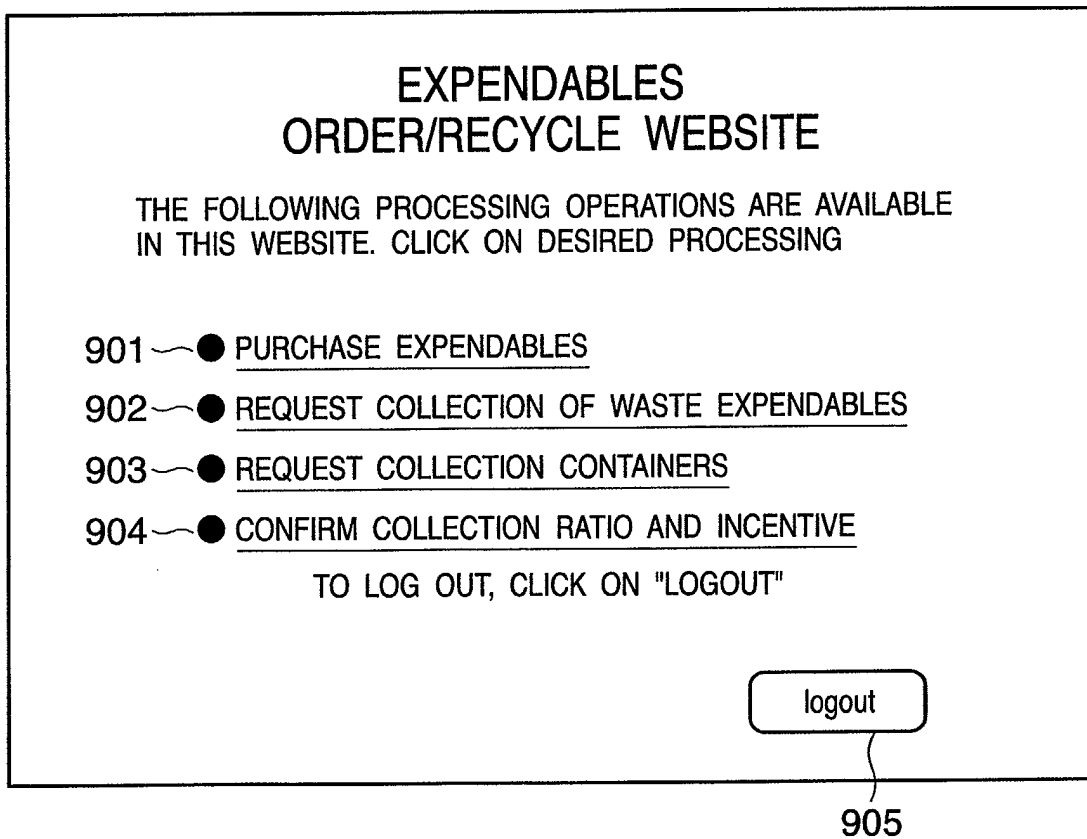 EXPENDABLES
ORDER/RECYCLE WEBSITE
THE FOLLOWING PROCESSING OPERATIONS ARE AVAILABLE
IN THIS WEBSITE. CLICK ON DESIRED PROCESSING
901 ● PURCHASE EXPENDABLES
902 ● REQUEST COLLECTION OF WASTE EXPENDABLES
903 ● REQUEST COLLECTION CONTAINERS
904 ● CONFIRM COLLECTION RATIO AND INCENTIVE
TO LOG OUT, CLICK ON "LOGOUT"
logout
905